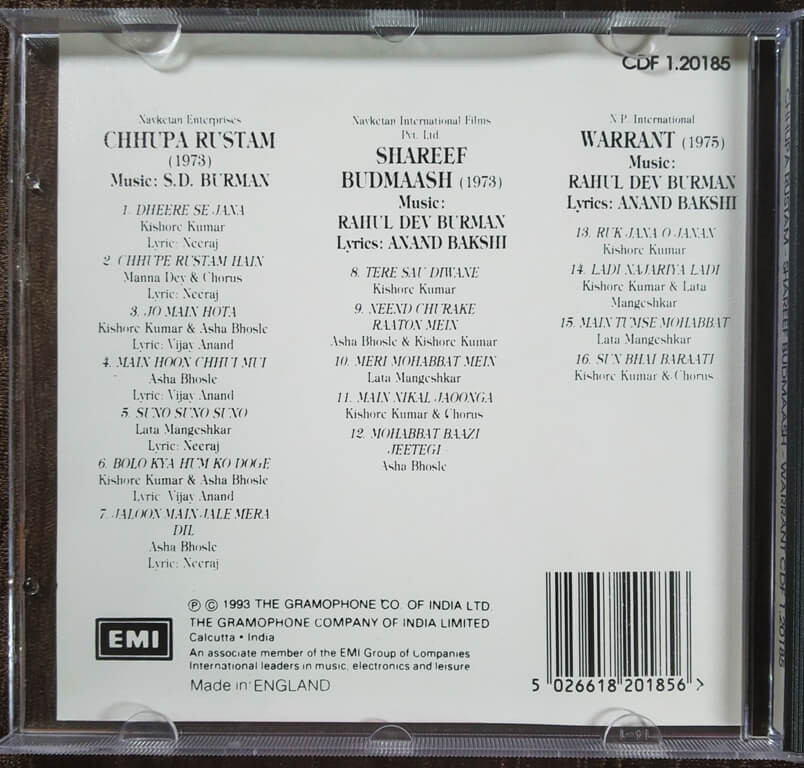 CDF 1.20185
Navketan Enterprises
CHHUPA RUSTAM
(1973)
Music: S.D. BURMAN
1. DHEERE SE JANA
Kishore Kumar
Lyric: Neeraj
2. CHHUPE RUSTAM HAIN
Manna Dey & Chorus
Lyric: Neeraj
3. JO MAIN HOTA
Kishore Kumar & Asha Bhosle
Lyric: Vijay Anand
4. MAIN HOON CHHUI MUI
Asha Bhosle
Lyric: Vijay Anand
5. SUNO SUNO SUNO
Lata Mangeshkar
Lyric: Neeraj
6. BOLO KYA HUM KO DOGE
Kishore Kumar & Asha Bhosle
Lyric: Vijay Anand
7. JALOON MAIN JALE MERA
DIL
Asha Bhosle
Lyric: Neeraj
Navketan International Films
Pvt. Ltd.
SHAREEF
BUDMAASH (1973)
Music:
RAHUL DEV BURMAN
Lyrics: ANAND BAKSHI
8. TERE SAU DIWANE
Kishore Kumar
9. NEEND CHURAKE
RAATON MEIN
Asha Bhosle & Kishore Kumar
10. MERI MOHABBAT MEIN
Lata Mangeshkar
11. MAIN NIKAL JAOONGA
Kishore Kumar & Chorus
12. MOHABBAT BAAZI
JEETEGI
Asha Bhosle
N.P. International
WARRANT (1975)
Music:
RAHUL DEV BURMAN
Lyrics: ANAND BAKSHI
13. RUK JANA O JANAN
Kishore Kumar
14. LADI NAJARIYA LADI
Kishore Kumar & Lata
Mangeshkar
15. MAIN TUMSE MOHABBAT
Lata Mangeshkar
16. SUN BHAI BARAATI
Kishore Kumar & Chorus
EMI
℗ © 1993 THE GRAMOPHONE CO. OF INDIA LTD.
THE GRAMOPHONE COMPANY OF INDIA LIMITED
Calcutta • India
An associate member of the EMI Group of Companies
International leaders in music, electronics and leisure
Made in ENGLAND
5 026618 201856 >
CHHUPA RUSTAM - SHAREEF BUDMAASH - WARRANT CDF 1.20185